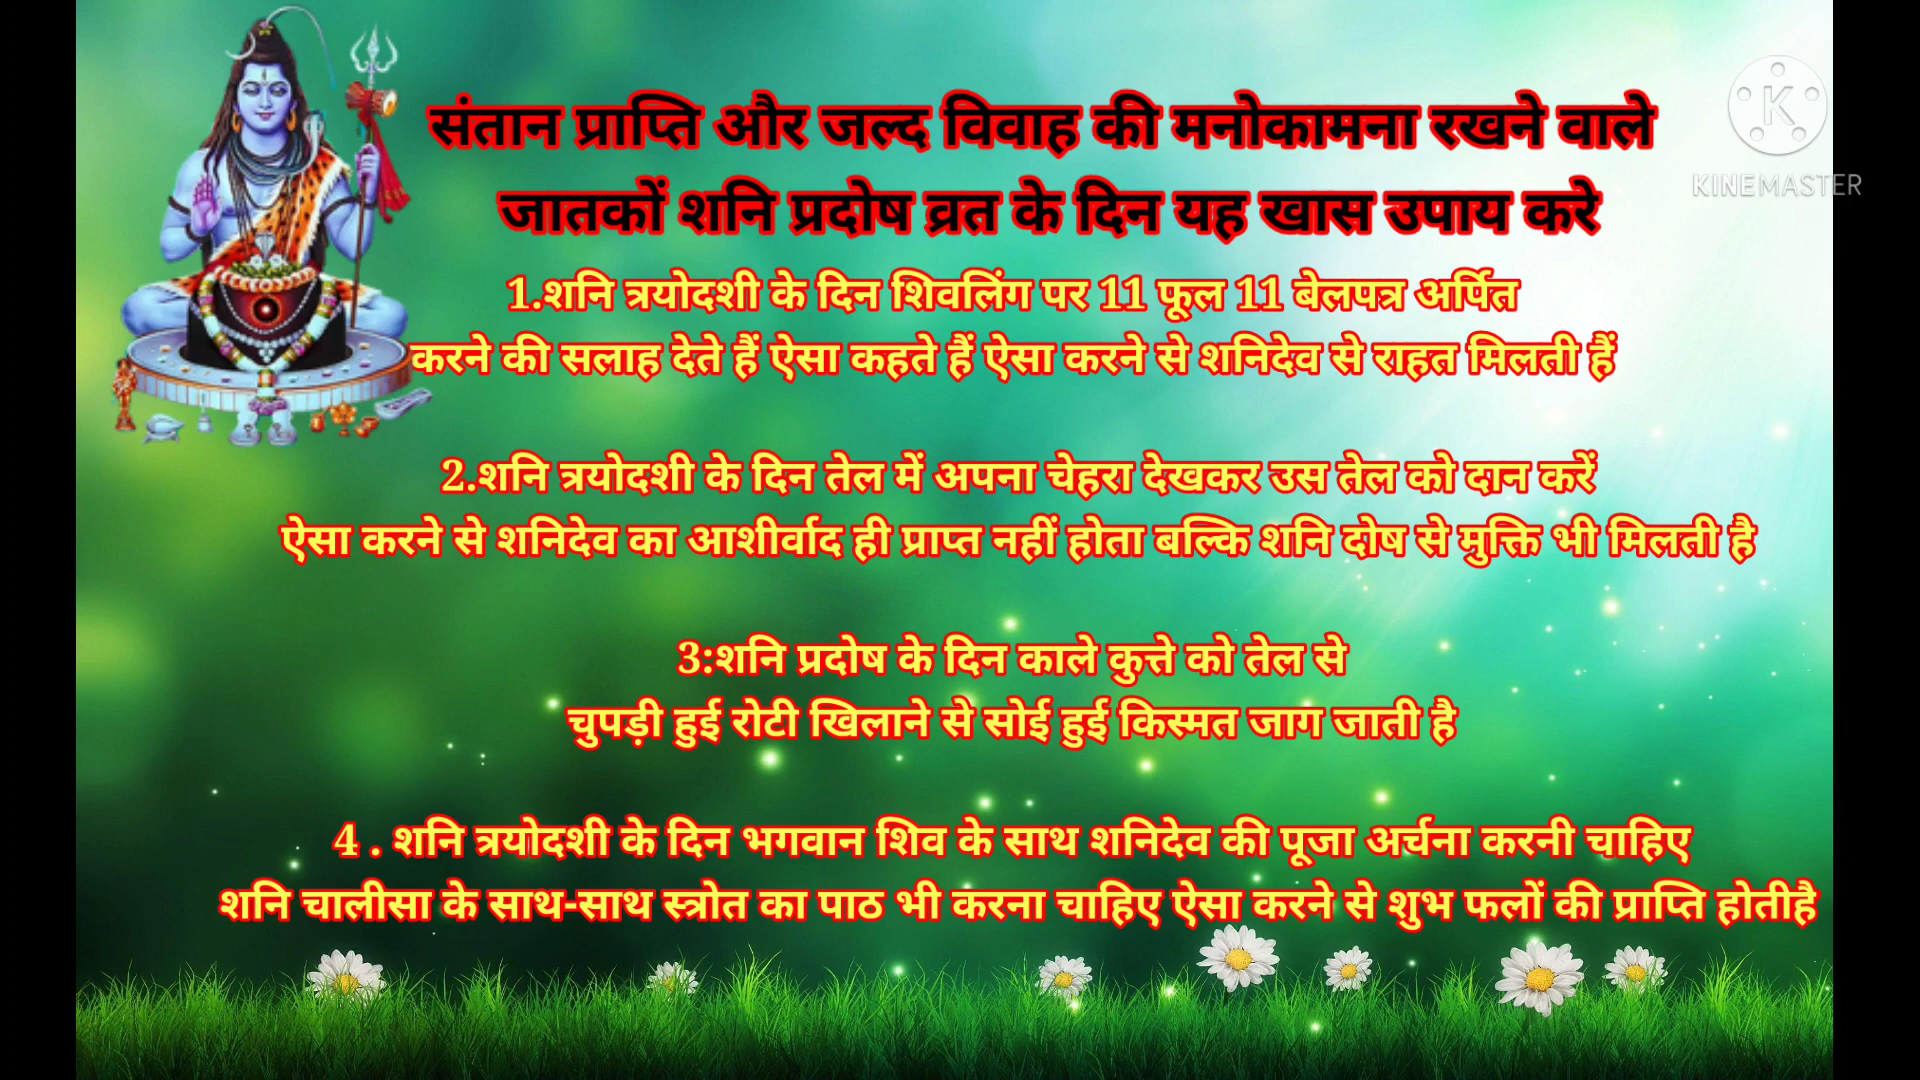 संतान प्राप्ति और जल्द विवाह की मनोकामना रखने वाले
जातकों शनि प्रदोष व्रत के दिन यह खास उपाय करे
1.शनि त्रयोदशी के दिन शिवलिंग पर 11 फूल 11 बेलपत्र अर्पित
करने की सलाह देते हैं ऐसा कहते हैं ऐसा करने से शनिदेव से राहत मिलती हैं
2.शनि त्रयोदशी के दिन तेल में अपना चेहरा देखकर उस तेल को दान करें
ऐसा करने से शनिदेव का आशीर्वाद ही प्राप्त नहीं होता बल्कि शनि दोष से मुक्ति भी मिलती है
3:शनि प्रदोष के दिन काले कुत्ते को तेल से
चुपड़ी हुई रोटी खिलाने से सोई हुई किस्मत जाग जाती है
4 . शनि त्रयोदशी के दिन भगवान शिव के साथ शनिदेव की पूजा अर्चना करनी चाहिए
शनि चालीसा के साथ-साथ स्त्रोत का पाठ भी करना चाहिए ऐसा करने से शुभ फलों की प्राप्ति होतीहै
K
KINEMASTER